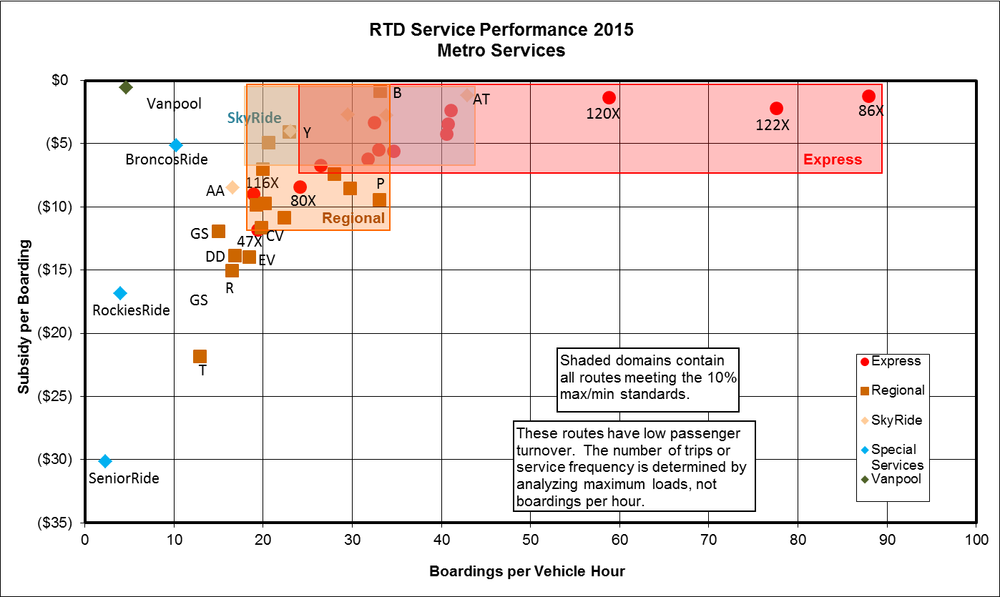 RTD Service Performance 2015
Metro Services
Subsidy per Boarding
$0
($5)
($10)
($15)
($20)
($25)
($30)
($35)
Vanpool
SkyRide
B
AT
120X
122X
86X
Y
BroncosRide
Express
AA
116X
80X
P
Regional
GS
47X
CV
DD
EV
R
GS
RockiesRide
T
SeniorRide
Shaded domains contain
all routes meeting the 10%
max/min standards.
These routes have low passenger
turnover.  The number of trips or
service frequency is determined by
analyzing maximum loads, not
boardings per hour.
Express
Regional
SkyRide
Special
Services
Vanpool
0 10 20 30 40 50 60 70 80 90 100
Boardings per Vehicle Hour